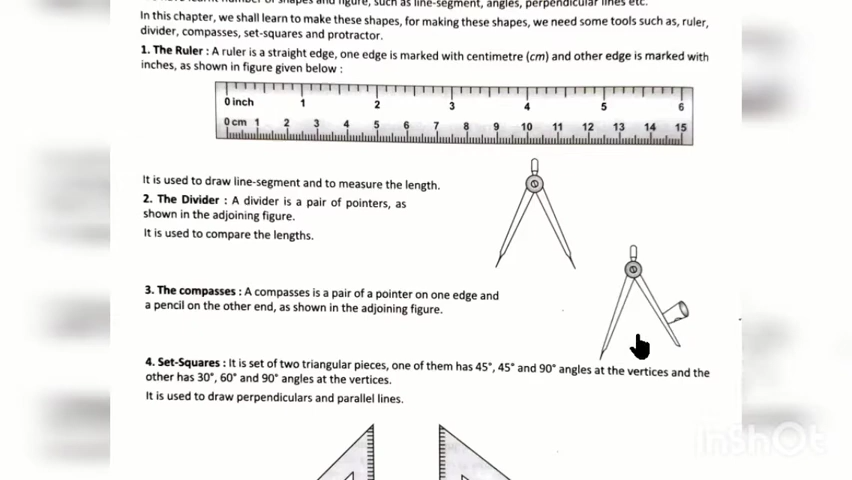 In this chapter, we shall learn to make these shapes, for making these shapes, we need some tools such as, ruler,
divider, compasses, set-squares and protractor.
1. The Ruler : A ruler is a straight edge, one edge is marked with centimetre (cm) and other edge is marked with
inches, as shown in figure given below :
0 inch 1 2 3 4 5 6
0 cm 1 2 3 4 5 6 7 8 9 10 11 12 13 14 15
It is used to draw line-segment and to measure the length.
2. The Divider : A divider is a pair of pointers, as
shown in the adjoining figure.
It is used to compare the lengths.
3. The compasses : A compasses is a pair of a pointer on one edge and
a pencil on the other end, as shown in the adjoining figure.
4. Set-Squares : It is set of two triangular pieces, one of them has 45°, 45° and 90° angles at the vertices and the
other has 30°, 60° and 90° angles at the vertices.
It is used to draw perpendiculars and parallel lines.
InShOt